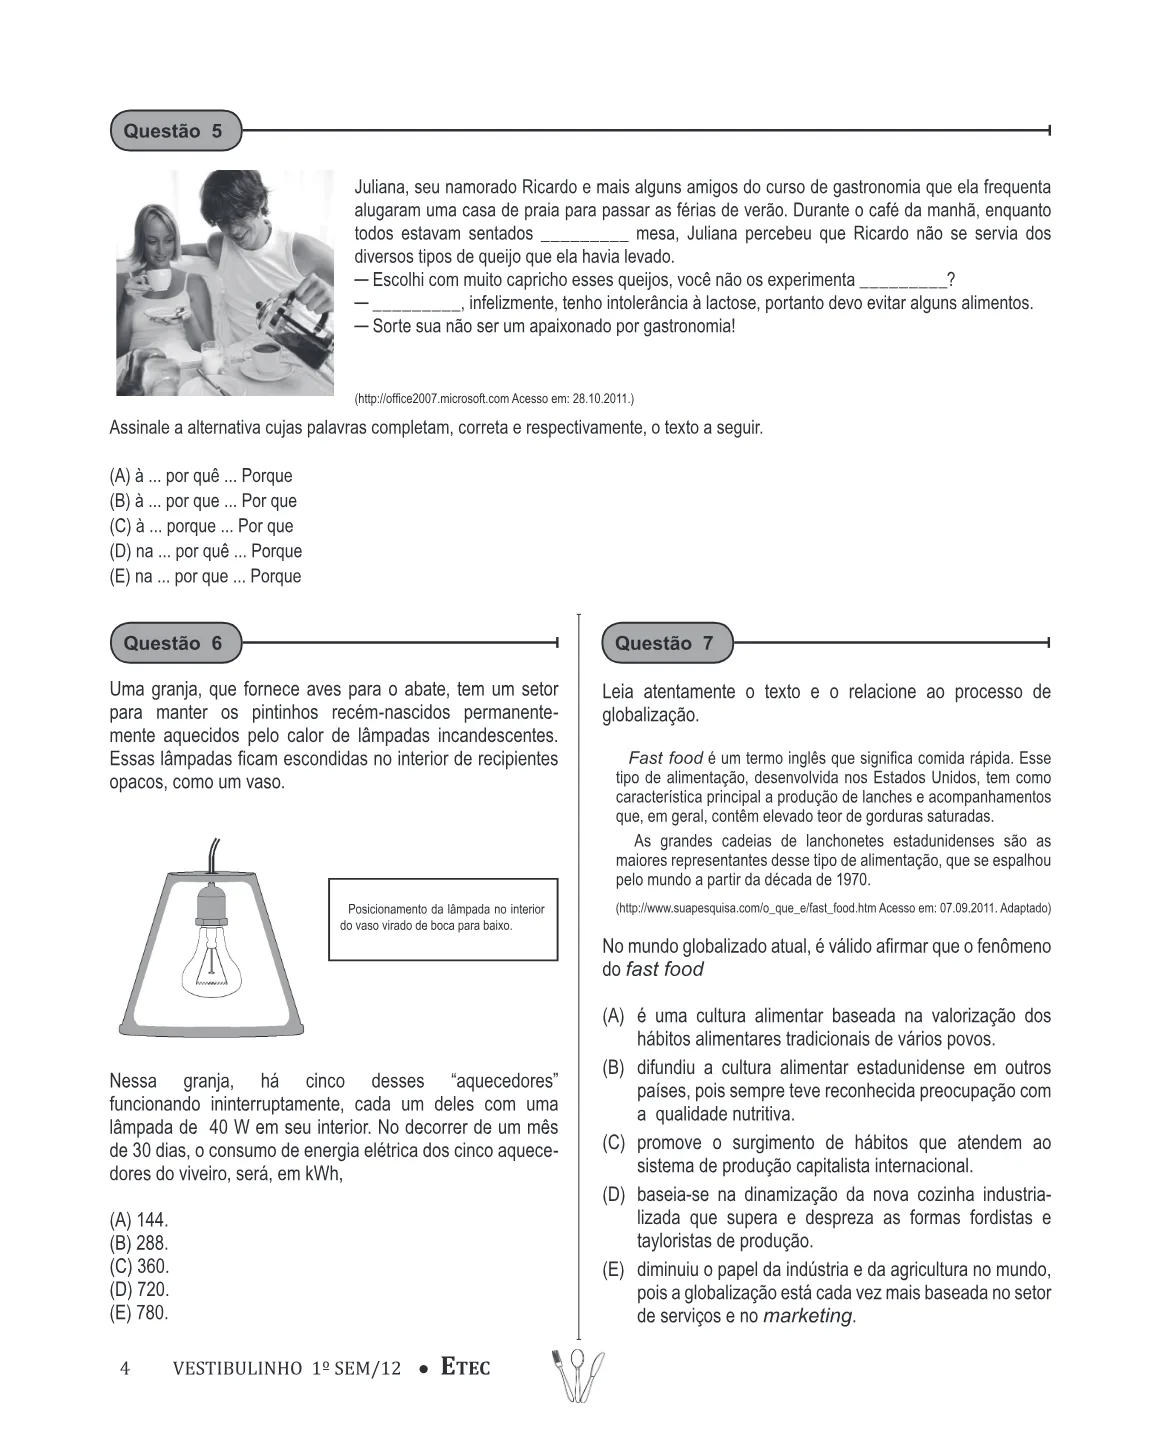 Questão 5
Juliana, seu namorado Ricardo e mais alguns amigos do curso de gastronomia que ela frequenta
alugaram uma casa de praia para passar as férias de verão. Durante o café da manhã, enquanto
todos estavam sentados _________ mesa, Juliana percebeu que Ricardo não se servia dos
diversos tipos de queijo que ela havia levado.
— Escolhi com muito capricho esses queijos, você não os experimenta _________?
— _________, infelizmente, tenho intolerância à lactose, portanto devo evitar alguns alimentos.
— Sorte sua não ser um apaixonado por gastronomia!
(http://office2007.microsoft.com Acesso em: 28.10.2011.)
Assinale a alternativa cujas palavras completam, correta e respectivamente, o texto a seguir.
(A) à ... por quê ... Porque
(B) à ... por que ... Por que
(C) à ... porque ... Por que
(D) na ... por quê ... Porque
(E) na ... por que ... Porque
Questão 6
Uma granja, que fornece aves para o abate, tem um setor
para manter os pintinhos recém-nascidos permanente-
mente aquecidos pelo calor de lâmpadas incandescentes.
Essas lâmpadas ficam escondidas no interior de recipientes
opacos, como um vaso.
Posicionamento da lâmpada no interior
do vaso virado de boca para baixo.
Nessa granja, há cinco desses “aquecedores”
funcionando ininterruptamente, cada um deles com uma
lâmpada de 40 W em seu interior. No decorrer de um mês
de 30 dias, o consumo de energia elétrica dos cinco aquece-
dores do viveiro, será, em kWh,
(A) 144.
(B) 288.
(C) 360.
(D) 720.
(E) 780.
Questão 7
Leia atentamente o texto e o relacione ao processo de
globalização.
Fast food é um termo inglês que significa comida rápida. Esse
tipo de alimentação, desenvolvida nos Estados Unidos, tem como
característica principal a produção de lanches e acompanhamentos
que, em geral, contêm elevado teor de gorduras saturadas.
As grandes cadeias de lanchonetes estadunidenses são as
maiores representantes desse tipo de alimentação, que se espalhou
pelo mundo a partir da década de 1970.
(http://www.suapesquisa.com/o_que_e/fast_food.htm Acesso em: 07.09.2011. Adaptado)
No mundo globalizado atual, é válido afirmar que o fenômeno
do fast food
(A) é uma cultura alimentar baseada na valorização dos
hábitos alimentares tradicionais de vários povos.
(B) difundiu a cultura alimentar estadunidense em outros
países, pois sempre teve reconhecida preocupação com
a qualidade nutritiva.
(C) promove o surgimento de hábitos que atendem ao
sistema de produção capitalista internacional.
(D) baseia-se na dinamização da nova cozinha industria-
lizada que supera e despreza as formas fordistas e
tayloristas de produção.
(E) diminuiu o papel da indústria e da agricultura no mundo,
pois a globalização está cada vez mais baseada no setor
de serviços e no marketing.
4 VESTIBULINHO 1º SEM/12 • ETEC